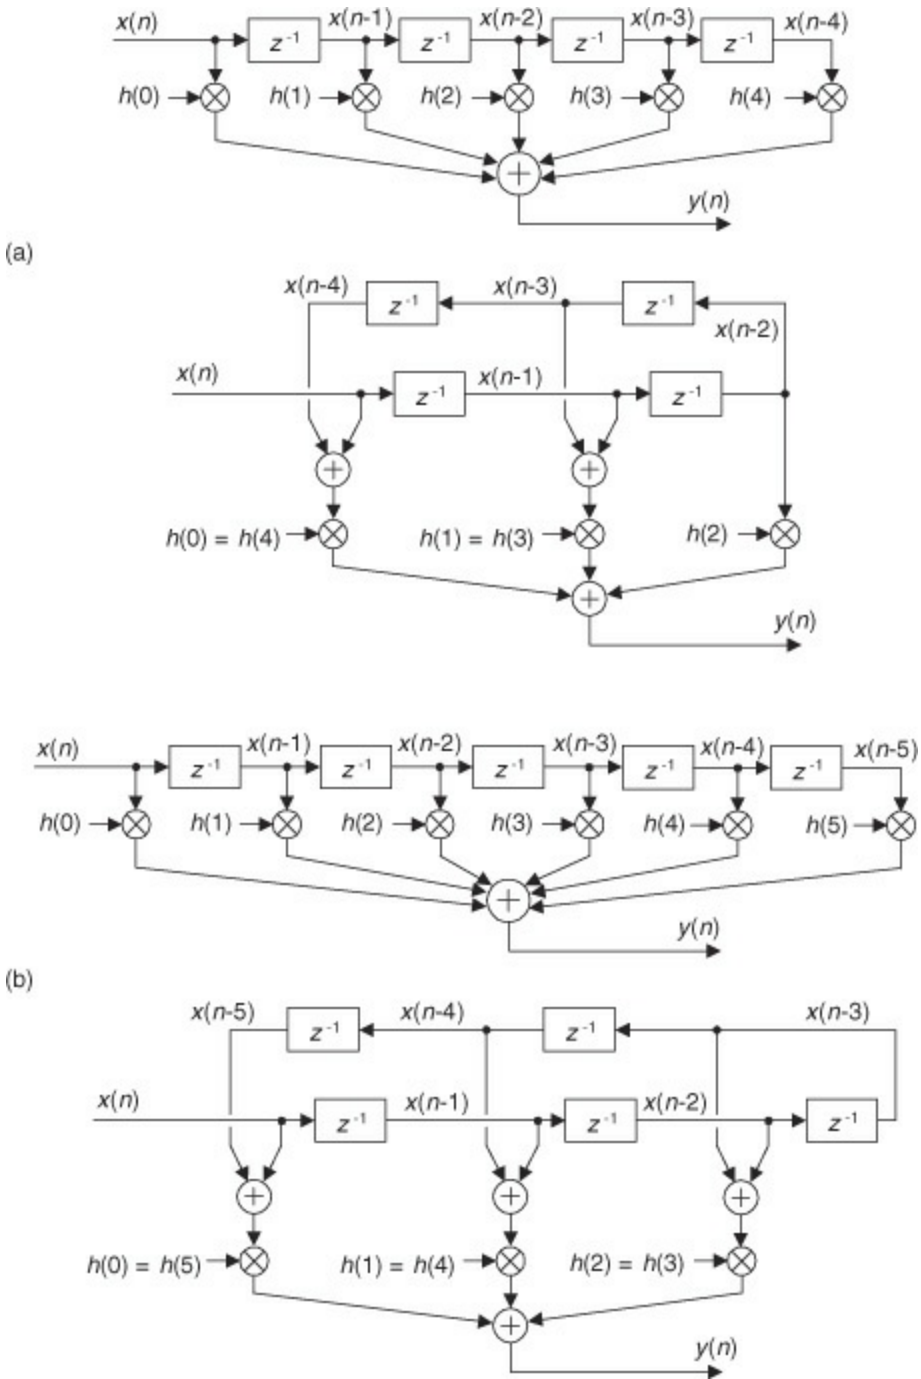 x(n) x(n-1) x(n-2) x(n-3) x(n-4)
z⁻¹ z⁻¹ z⁻¹ z⁻¹
h(0) h(1) h(2) h(3) h(4)
+
y(n)
(a)
x(n-4) z⁻¹ x(n-3) z⁻¹
x(n-2)
x(n) z⁻¹ x(n-1) z⁻¹
+ +
h(0) = h(4) h(1) = h(3) h(2)
+
y(n)
x(n) x(n-1) x(n-2) x(n-3) x(n-4) x(n-5)
z⁻¹ z⁻¹ z⁻¹ z⁻¹ z⁻¹
h(0) h(1) h(2) h(3) h(4) h(5)
+
y(n)
(b)
x(n-5) z⁻¹ x(n-4) z⁻¹ x(n-3)
x(n) z⁻¹ x(n-1) z⁻¹ x(n-2) z⁻¹
+ + +
h(0) = h(5) h(1) = h(4) h(2) = h(3)
+
y(n)